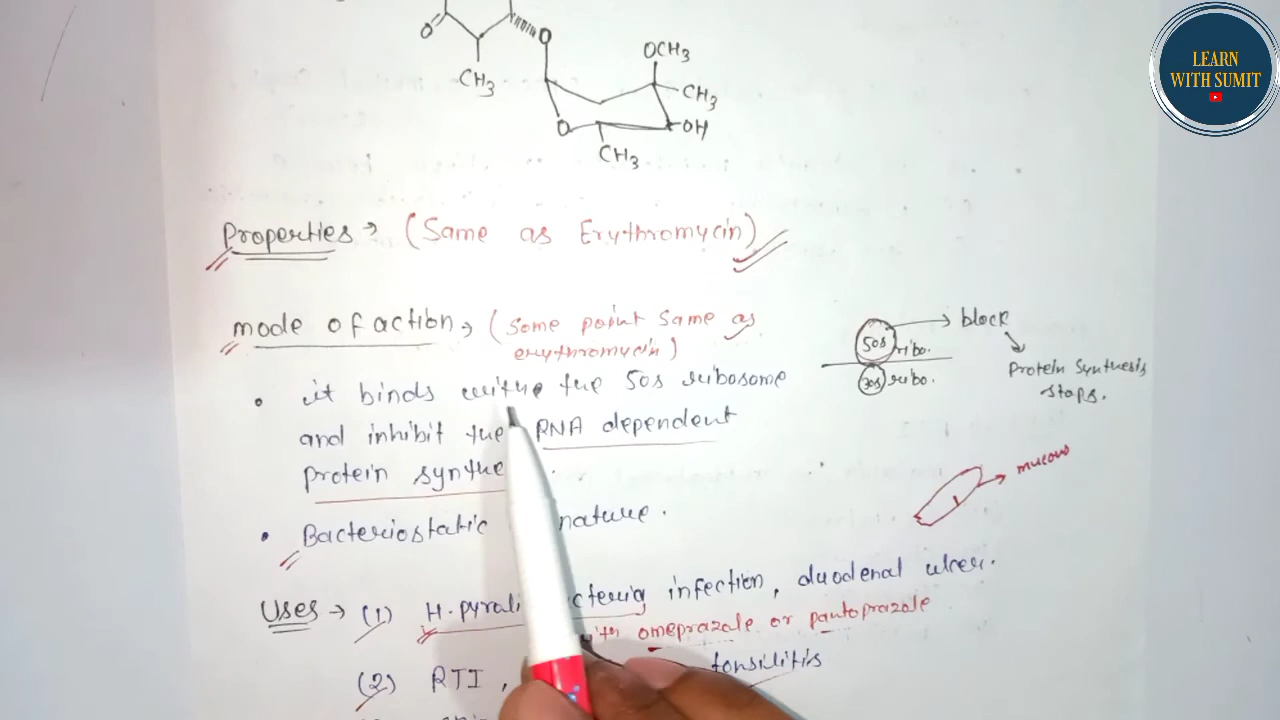 O
O
OCH3
CH3
CH3
O
OH
CH3
LEARN
WITH SUMIT
Properties → (Same as Erythromycin)
mode of action → (some point same as
erythromycin)
• it binds withe the 50s ribosome
and inhibit the RNA dependent
protein synthe
• Bacteriostatic nature.
50s ribo. → block
30s ribo.
Protein Synthesis
stops.
→ mucous
Uses → (1) H. pyrali infection, duodenal ulcer.
with omeprazole or pantoprazole
(2) RTI, tonsilitis